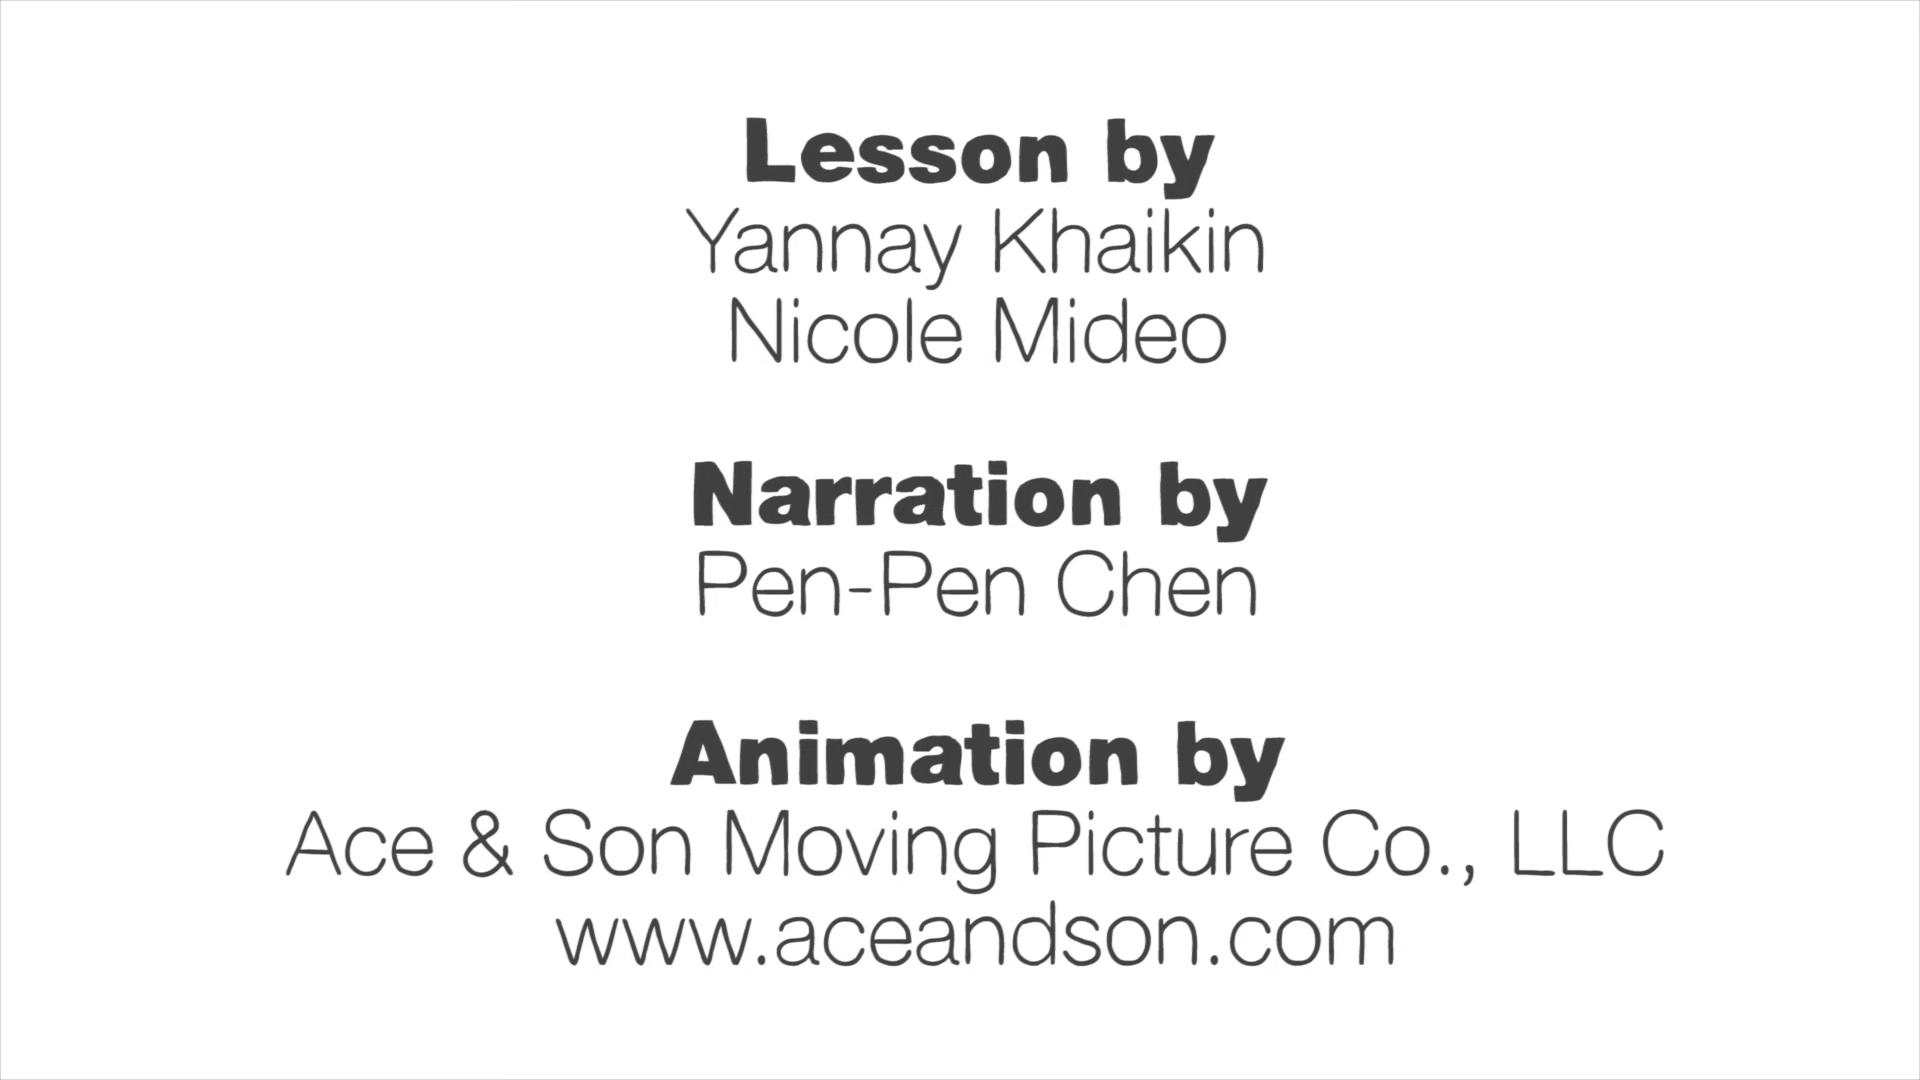 Lesson by
Yannay Khaikin
Nicole Mideo
Narration by
Pen-Pen Chen
Animation by
Ace & Son Moving Picture Co., LLC
www.aceandson.com